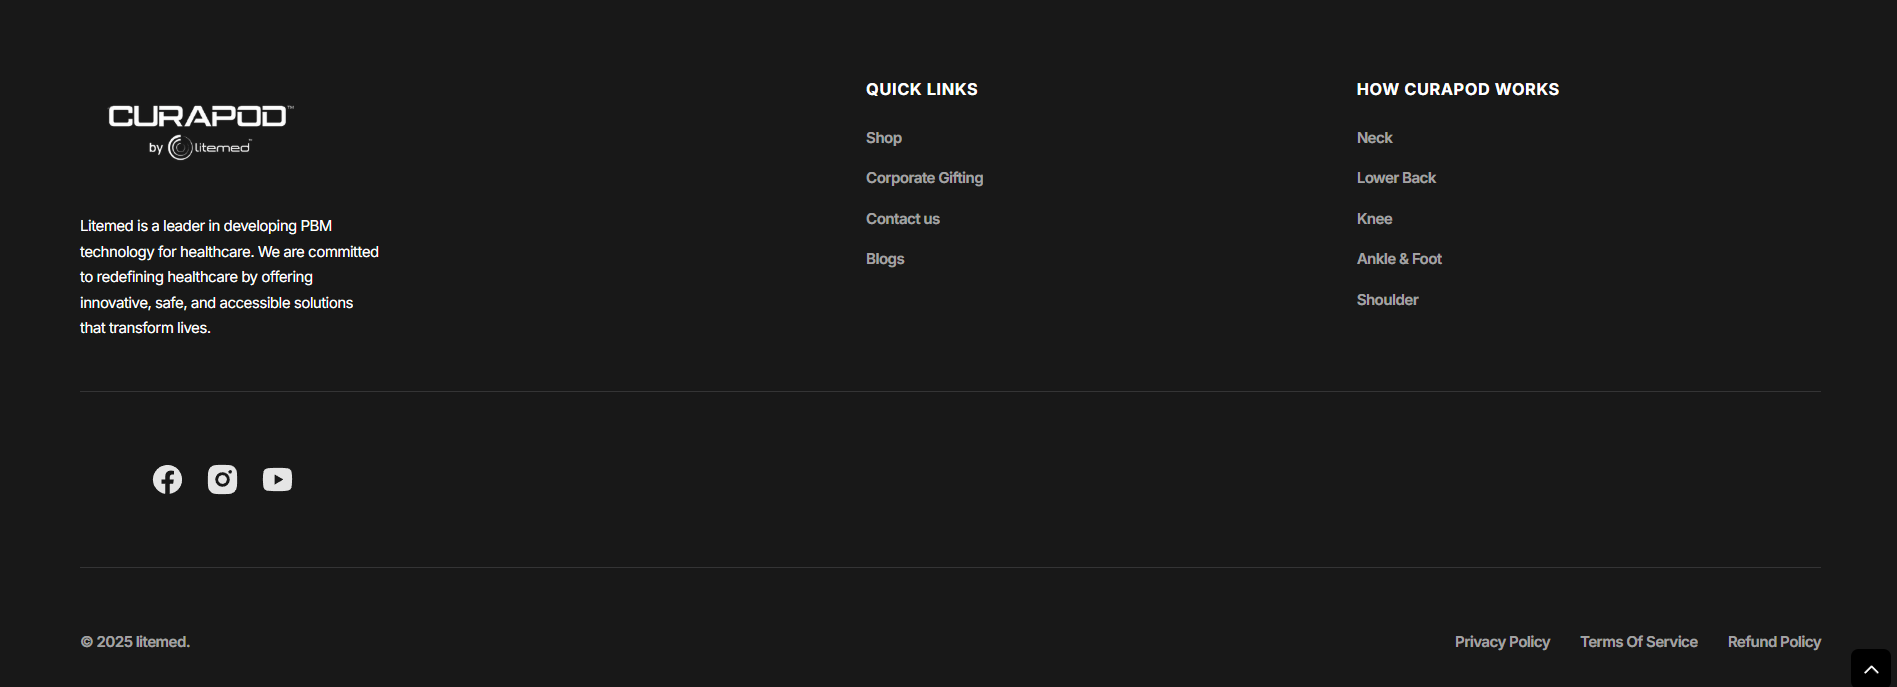 CURAPOD™
by litemed™
Litemed is a leader in developing PBM
technology for healthcare. We are committed
to redefining healthcare by offering
innovative, safe, and accessible solutions
that transform lives.
QUICK LINKS
Shop
Corporate Gifting
Contact us
Blogs
HOW CURAPOD WORKS
Neck
Lower Back
Knee
Ankle & Foot
Shoulder
© 2025 litemed.
Privacy Policy
Terms Of Service
Refund Policy